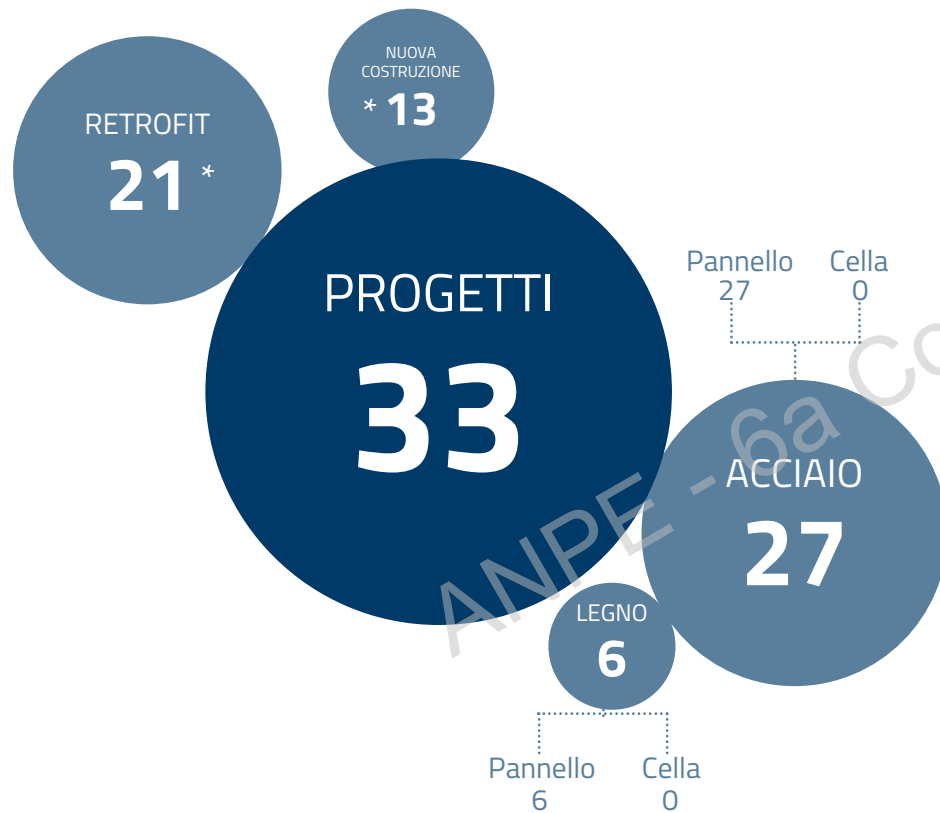 NUOVA
COSTRUZIONE
* 13
RETROFIT
21 *
PROGETTI
33
Pannello Cella
27 0
ACCIAIO
27
LEGNO
6
Pannello Cella
6 0
ANPE - 6a Co